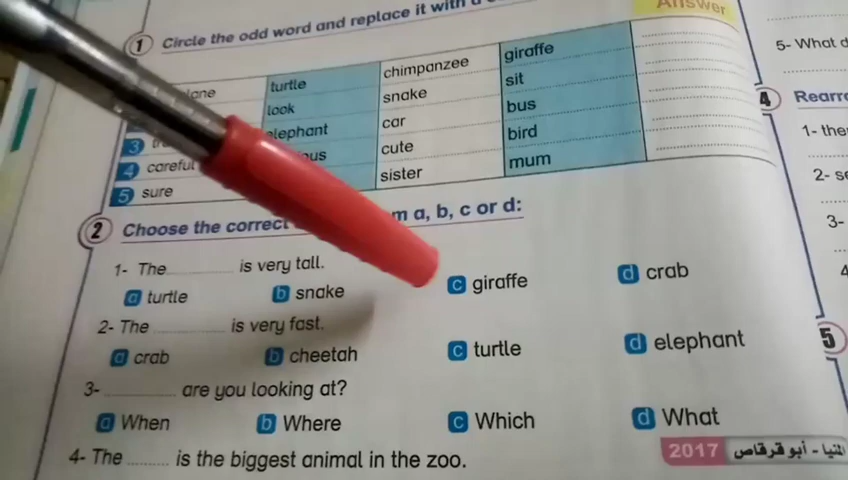 Answer
1 Circle the odd word and replace it with a
turtle chimpanzee giraffe
look snake sit
3 elephant car bus
4 careful cute bird
5 sure sister mum
2 Choose the correct a, b, c or d:
1- The ............ is very tall.
a turtle b snake c giraffe d crab
2- The ............ is very fast.
a crab b cheetah c turtle d elephant
3- ............ are you looking at?
a When b Where c Which d What
4- The ......... is the biggest animal in the zoo.
المنيا - أبو قرقاص 2017
5- What
4
1- the
2-
3-
5